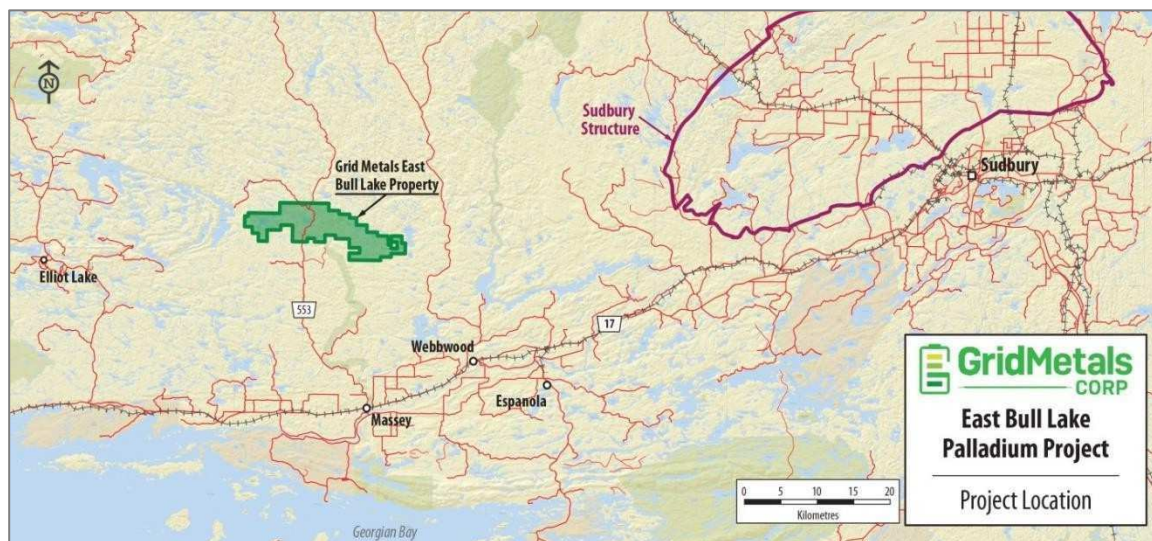 N
Sudbury
Structure
Sudbury
Grid Metals East
Bull Lake Property
Elliot Lake
553
17
Webbwood
Espanola
Massey
GridMetals
CORP
East Bull Lake
Palladium Project
Project Location
0 5 10 15 20
Kilometres
Georgian Bay